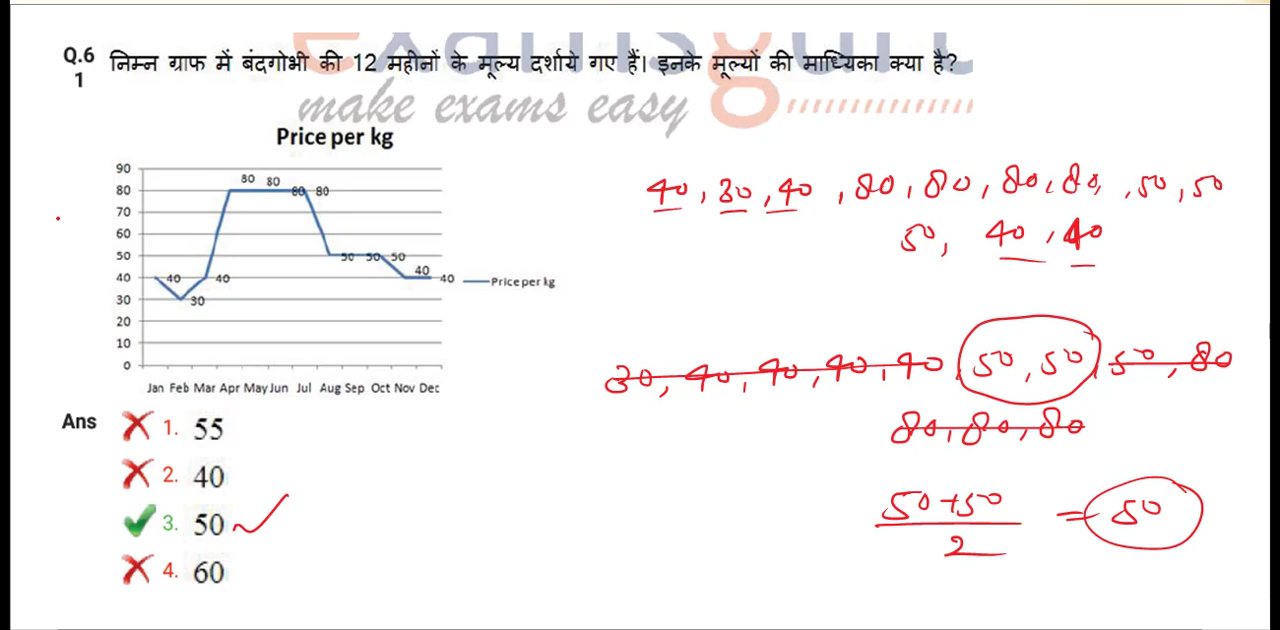 examsguru
Q.6 निम्न ग्राफ में बंदगोभी की 12 महीनों के मूल्य दर्शाये गए हैं। इनके मूल्यों की माध्यिका क्या है?
1
make exams easy
Price per kg
90
80
70
60
50
40
30
20
10
0
40 30 40 80 80 80 80 50 50 50 40 40
Price per kg
Jan Feb Mar Apr May Jun Jul Aug Sep Oct Nov Dec
40, 30, 40, 80, 80, 80, 80, , 50, 50
50, 40, 40
30, 40, 40, 40, 40, 50, 50, 50, 80
80, 80, 80
50+50
2
= 50
Ans
1. 55
2. 40
3. 50
4. 60